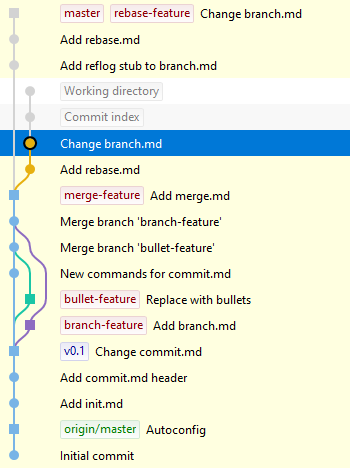 master rebase-feature Change branch.md
Add rebase.md
Add reflog stub to branch.md
Working directory
Commit index
Change branch.md
Add rebase.md
merge-feature Add merge.md
Merge branch 'branch-feature'
Merge branch 'bullet-feature'
New commands for commit.md
bullet-feature Replace with bullets
branch-feature Add branch.md
v0.1 Change commit.md
Add commit.md header
Add init.md
origin/master Autoconfig
Initial commit